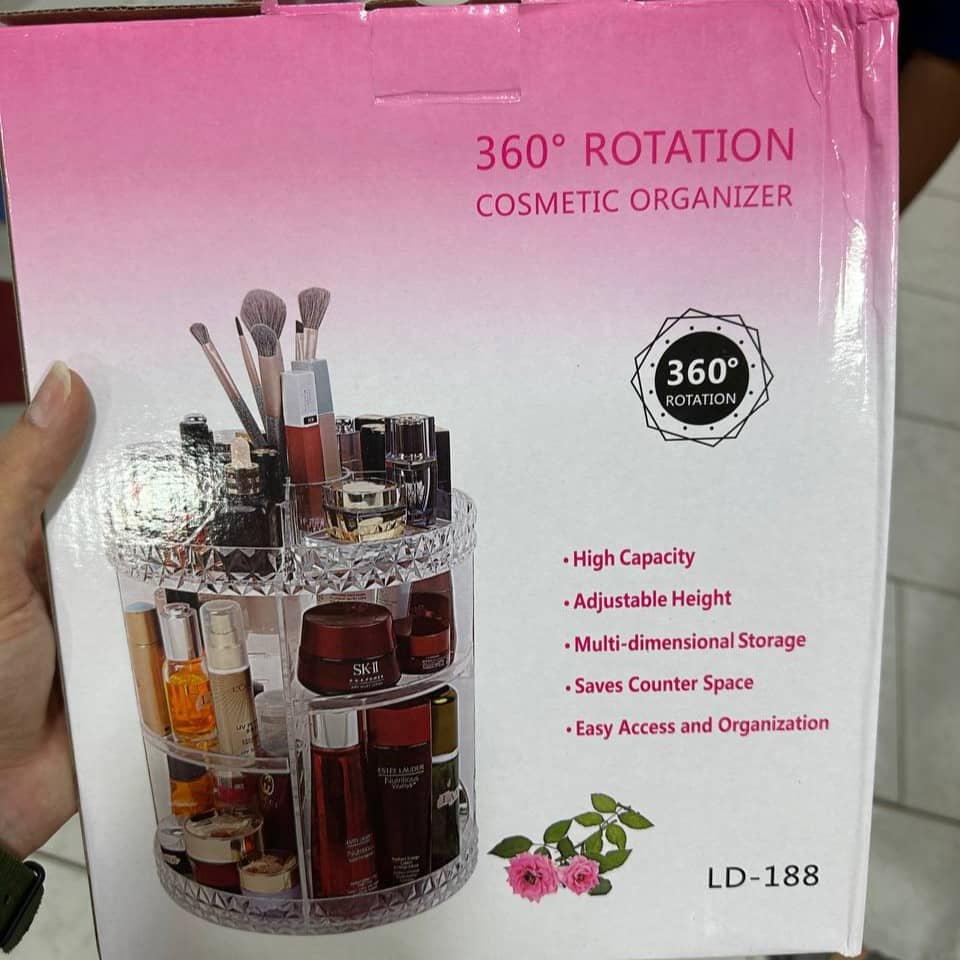 360° ROTATION
COSMETIC ORGANIZER
360°
ROTATION
• High Capacity
• Adjustable Height
• Multi-dimensional Storage
• Saves Counter Space
• Easy Access and Organization
SK-II
ESTEE LAUDER
Nutritious
LD-188